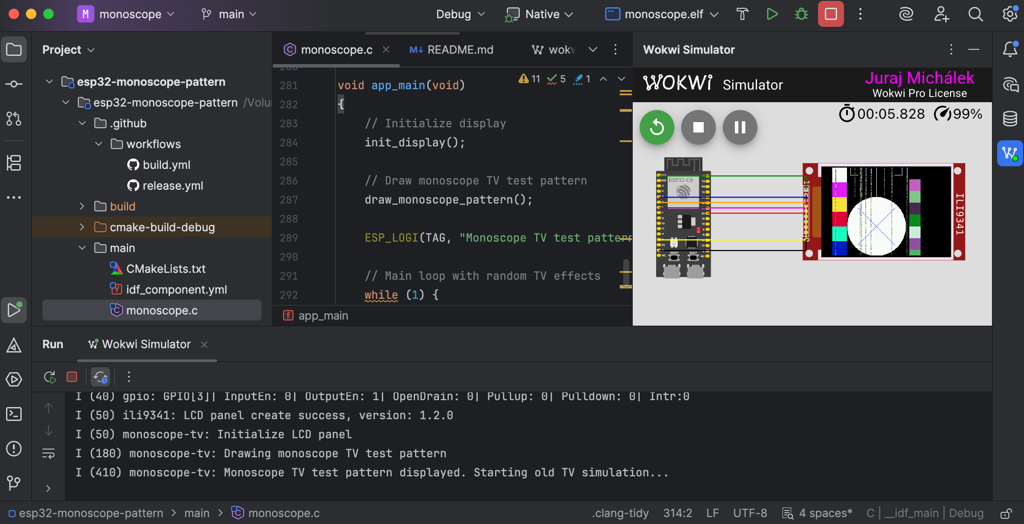 M monoscope main Debug Native monoscope.elf
Project
monoscope.c README.md wokw
Wokwi Simulator
esp32-monoscope-pattern
esp32-monoscope-pattern /Volu
.github
workflows
build.yml
release.yml
build
cmake-build-debug
main
CMakeLists.txt
idf_component.yml
monoscope.c
11 5 1
281 void app_main(void)
282 {
283 // Initialize display
284 init_display();
285
286 // Draw monoscope TV test pattern
287 draw_monoscope_pattern();
288
289 ESP_LOGI(TAG, "Monoscope TV test pattern
290
291 // Main loop with random TV effects
292 while (1) {
app_main
WOKWI Simulator
Juraj Michálek
Wokwi Pro License
00:05.828 99%
ESP32-C6
ILI9341
Run Wokwi Simulator
I (40) gpio: GPIO[3]| InputEn: 0| OutputEn: 1| OpenDrain: 0| Pullup: 0| Pulldown: 0| Intr:0
I (50) ili9341: LCD panel create success, version: 1.2.0
I (50) monoscope-tv: Initialize LCD panel
I (180) monoscope-tv: Drawing monoscope TV test pattern
I (410) monoscope-tv: Monoscope TV test pattern displayed. Starting old TV simulation...
esp32-monoscope-pattern > main > monoscope.c .clang-tidy 314:2 LF UTF-8 4 spaces* C | __idf_main | Debug